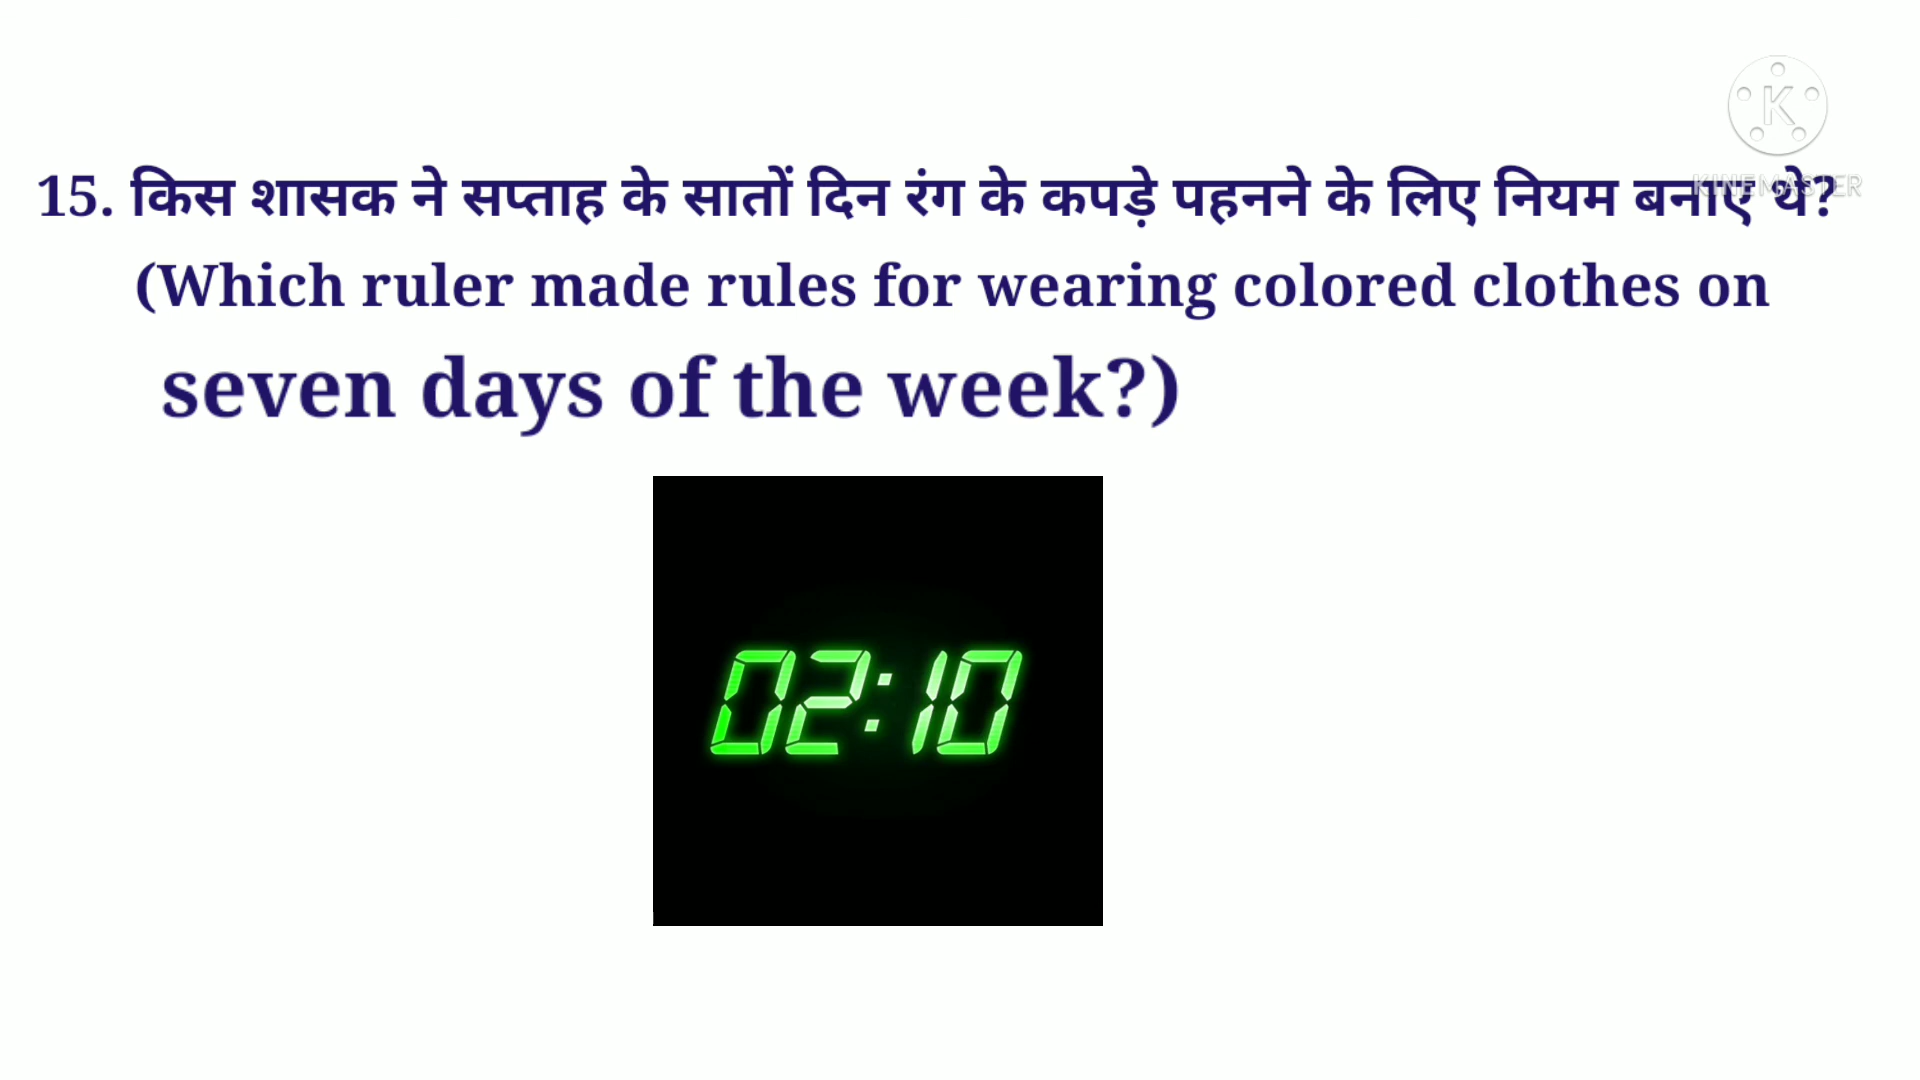 K
KINEMASTER
15. किस शासक ने सप्ताह के सातों दिन रंग के कपड़े पहनने के लिए नियम बनाए थे?
(Which ruler made rules for wearing colored clothes on
seven days of the week?)
02:10